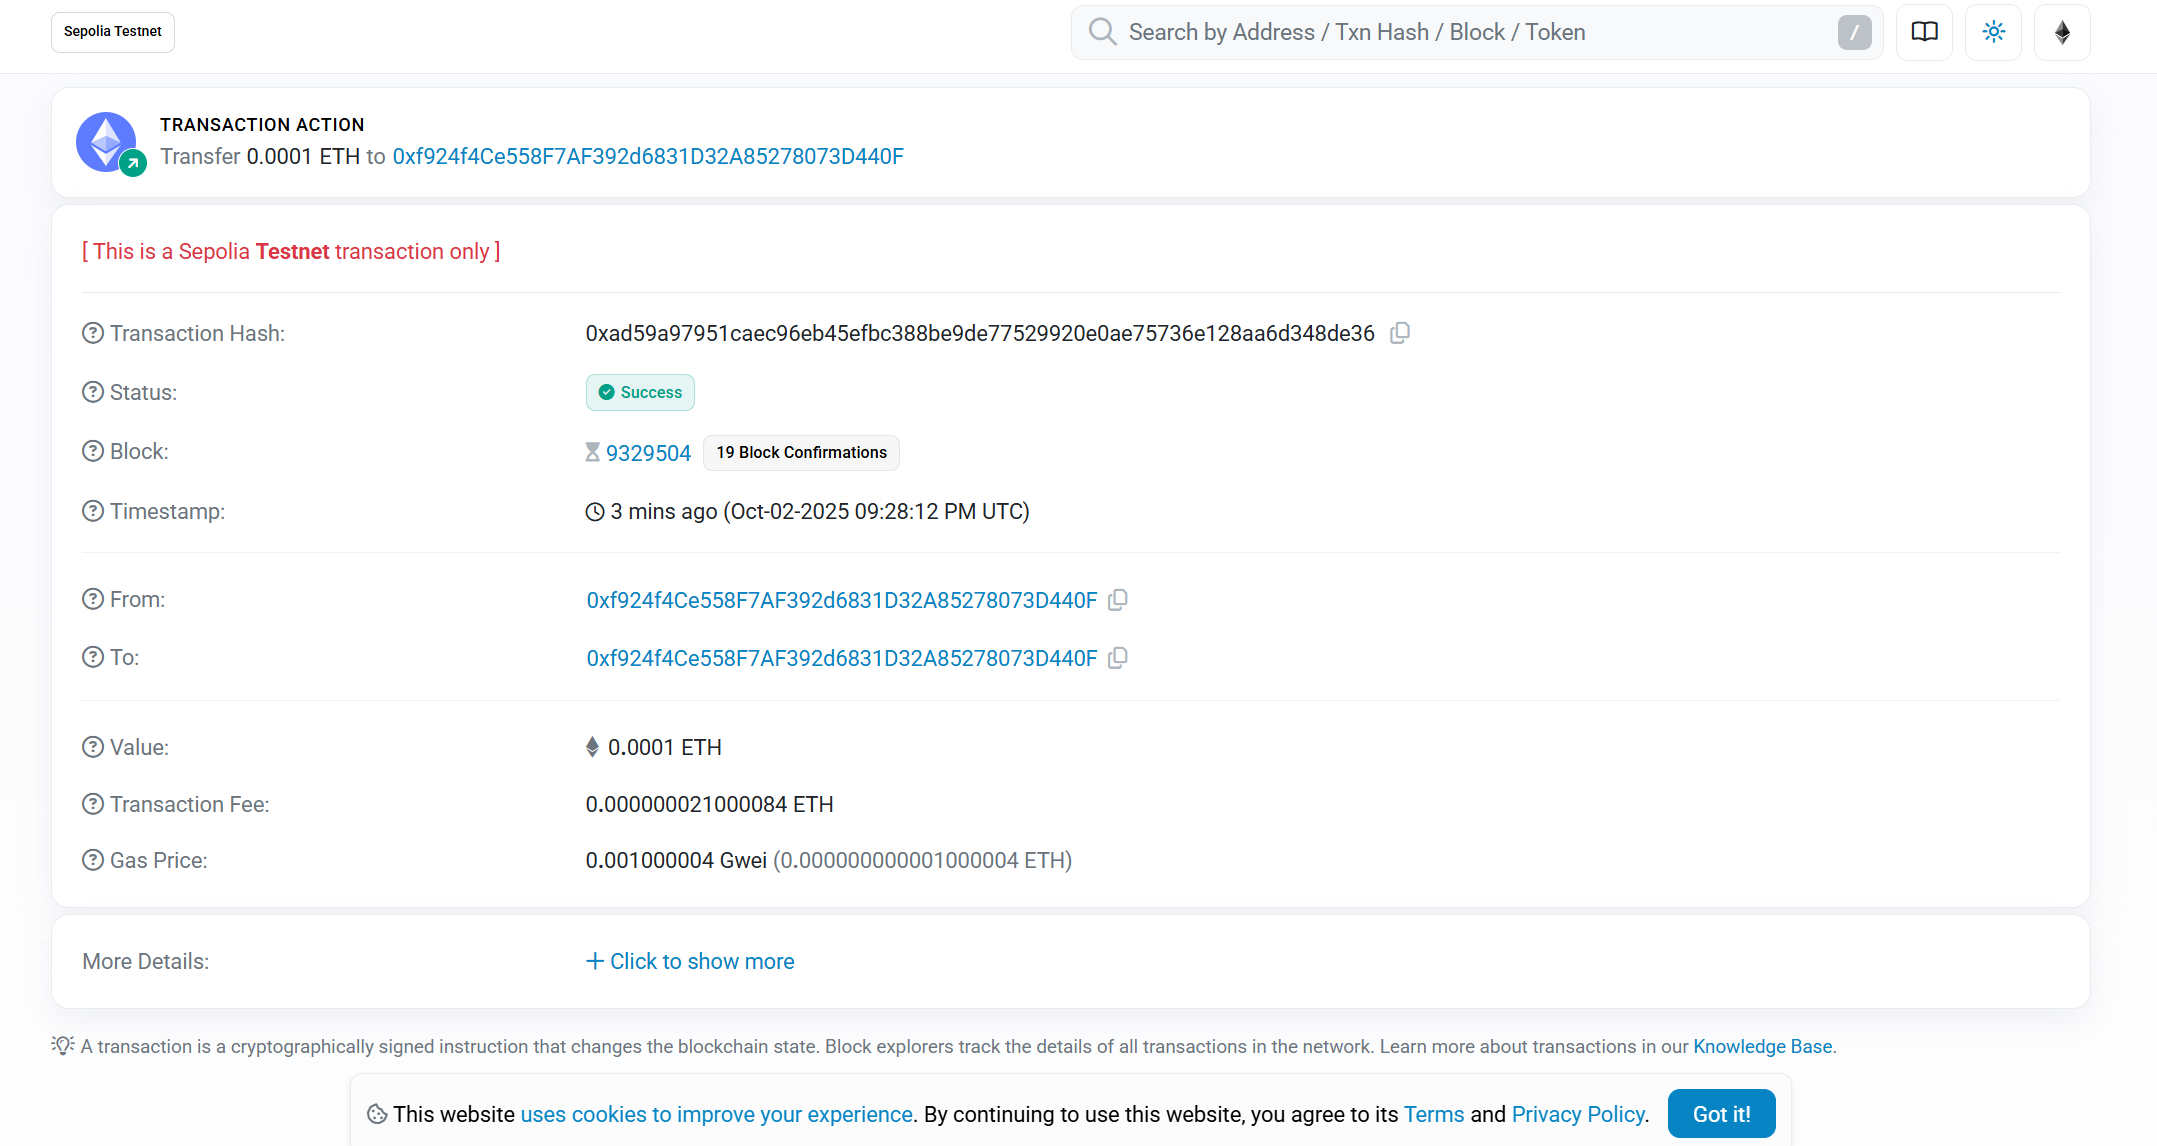 Sepolia Testnet
Search by Address / Txn Hash / Block / Token /
TRANSACTION ACTION
Transfer 0.0001 ETH to 0xf924f4Ce558F7AF392d6831D32A85278073D440F
[ This is a Sepolia Testnet transaction only ]
Transaction Hash: 0xad59a97951caec96eb45efbc388be9de77529920e0ae75736e128aa6d348de36
Status: Success
Block: 9329504 19 Block Confirmations
Timestamp: 3 mins ago (Oct-02-2025 09:28:12 PM UTC)
From: 0xf924f4Ce558F7AF392d6831D32A85278073D440F
To: 0xf924f4Ce558F7AF392d6831D32A85278073D440F
Value: 0.0001 ETH
Transaction Fee: 0.000000021000084 ETH
Gas Price: 0.001000004 Gwei (0.000000000001000004 ETH)
More Details: + Click to show more
A transaction is a cryptographically signed instruction that changes the blockchain state. Block explorers track the details of all transactions in the network. Learn more about transactions in our Knowledge Base.
This website uses cookies to improve your experience. By continuing to use this website, you agree to its Terms and Privacy Policy. Got it!